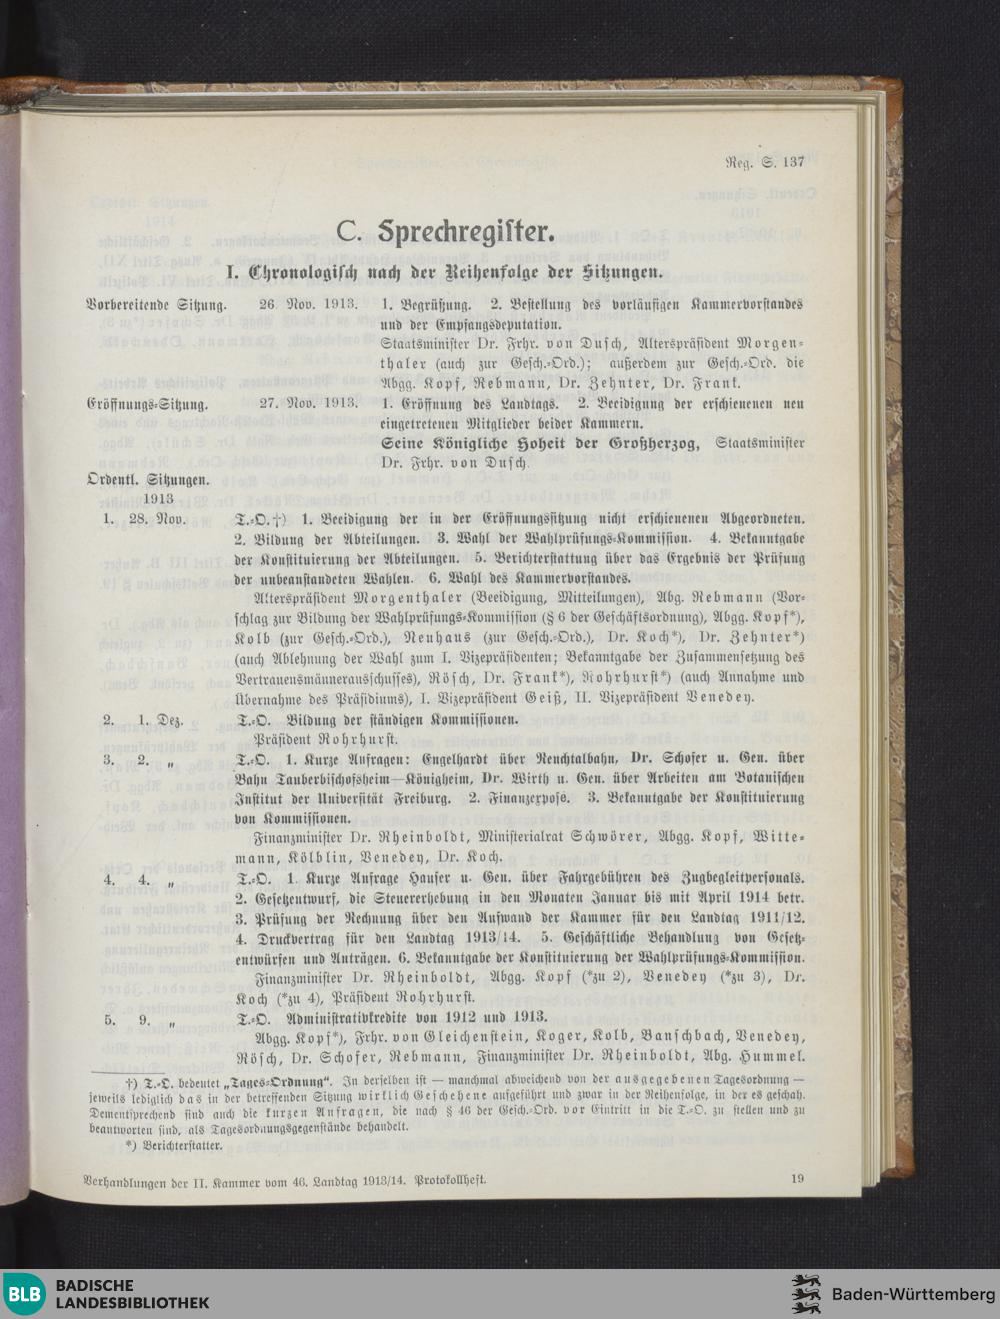 Reg. S. 137
C. Sprechregister.
I. Chronologisch nach der Reihenfolge der Sitzungen.
Vorbereitende Sitzung. 26. Nov. 1913. 1. Begrüßung. 2. Bestellung des vorläufigen Kammervorstandes
und der Empfangsdeputation.
Staatsminister Dr. Frhr. von Dusch, Alterspräsident Morgen-
thaler (auch zur Gesch.-Ord.); außerdem zur Gesch.-Ord. die
Abgg. Kopf, Rebmann, Dr. Zehnter, Dr. Frank.
Eröffnungs-Sitzung. 27. Nov. 1913. 1. Eröffnung des Landtags. 2. Beeidigung der erschienenen neu
eingetretenen Mitglieder beider Kammern.
Seine Königliche Hoheit der Großherzog, Staatsminister
Dr. Frhr. von Dusch.
Ordentl. Sitzungen.
1913
1. 28. Nov. T.-O.†) 1. Beeidigung der in der Eröffnungssitzung nicht erschienenen Abgeordneten.
2. Bildung der Abteilungen. 3. Wahl der Wahlprüfungs-Kommission. 4. Bekanntgabe
der Konstituierung der Abteilungen. 5. Berichterstattung über das Ergebnis der Prüfung
der unbeanstandeten Wahlen. 6. Wahl des Kammervorstandes.
Alterspräsident Morgenthaler (Beeidigung, Mitteilungen), Abg. Rebmann (Vor-
schlag zur Bildung der Wahlprüfungs-Kommission (§ 6 der Geschäftsordnung), Abgg. Kopf*),
Kolb (zur Gesch.-Ord.), Neuhaus (zur Gesch.-Ord.), Dr. Koch*), Dr. Zehnter*)
(auch Ablehnung der Wahl zum I. Vizepräsidenten; Bekanntgabe der Zusammensetzung des
Vertrauensmännerausschusses), Rösch, Dr. Frank*), Rohrhurst*) (auch Annahme und
Übernahme des Präsidiums), I. Vizepräsident Geiß, II. Vizepräsident Venedey.
2. 1. Dez. T.-O. Bildung der ständigen Kommissionen.
Präsident Rohrhurst.
3. 2. „ T.-O. 1. Kurze Anfragen: Engelhardt über Renchtalbahn, Dr. Schofer u. Gen. über
Bahn Tauberbischofsheim—Königheim, Dr. Wirth u. Gen. über Arbeiten am Botanischen
Institut der Universität Freiburg. 2. Finanzexposé. 3. Bekanntgabe der Konstituierung
von Kommissionen.
Finanzminister Dr. Rheinboldt, Ministerialrat Schwörer, Abgg. Kopf, Witte-
mann, Kölblin, Venedey, Dr. Koch.
4. 4. „ T.-O. 1. Kurze Anfrage Hauser u. Gen. über Fahrgebühren des Zugbegleitpersonals.
2. Gesetzentwurf, die Steuererhebung in den Monaten Januar bis mit April 1914 betr.
3. Prüfung der Rechnung über den Aufwand der Kammer für den Landtag 1911/12.
4. Druckvertrag für den Landtag 1913/14. 5. Geschäftliche Behandlung von Gesetz-
entwürfen und Anträgen. 6. Bekanntgabe der Konstituierung der Wahlprüfungs-Kommission.
Finanzminister Dr. Rheinboldt, Abgg. Kopf (*zu 2), Venedey (*zu 3), Dr.
Koch (*zu 4), Präsident Rohrhurst.
5. 9. „ T.-O. Administrativkredite von 1912 und 1913.
Abgg. Kopf*), Frhr. von Gleichenstein, Koger, Kolb, Banschbach, Venedey,
Rösch, Dr. Schofer, Rebmann, Finanzminister Dr. Rheinboldt, Abg. Hummel.
†) T.-O. bedeutet „Tages-Ordnung“. In derselben ist — manchmal abweichend von der ausgegebenen Tagesordnung —
jeweils lediglich das in der betreffenden Sitzung wirklich Geschehene aufgeführt und zwar in der Reihenfolge, in der es geschah.
Dementsprechend sind auch die kurzen Anfragen, die nach § 46 der Gesch.-Ord. vor Eintritt in die T.-O. zu stellen und zu
beantworten sind, als Tagesordnungsgegenstände behandelt.
*) Berichterstatter.
Verhandlungen der II. Kammer vom 46. Landtag 1913/14. Protokollheft. 19
BLB BADISCHE
LANDESBIBLIOTHEK
Baden-Württemberg